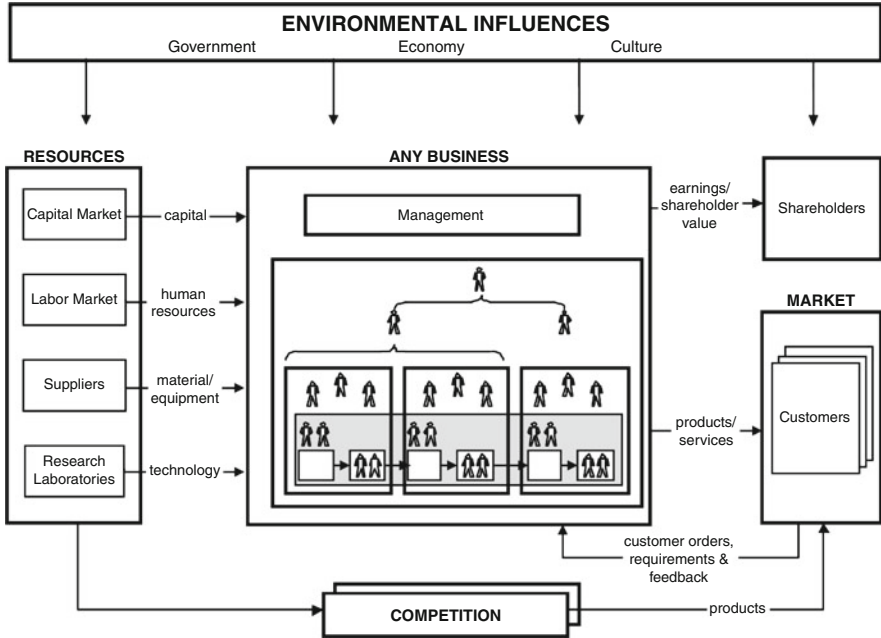 ENVIRONMENTAL INFLUENCES
Government Economy Culture
RESOURCES
Capital Market
Labor Market
Suppliers
Research
Laboratories
capital
human
resources
material/
equipment
technology
ANY BUSINESS
Management
earnings/
shareholder
value
Shareholders
MARKET
Customers
products/
services
customer orders,
requirements &
feedback
COMPETITION
products